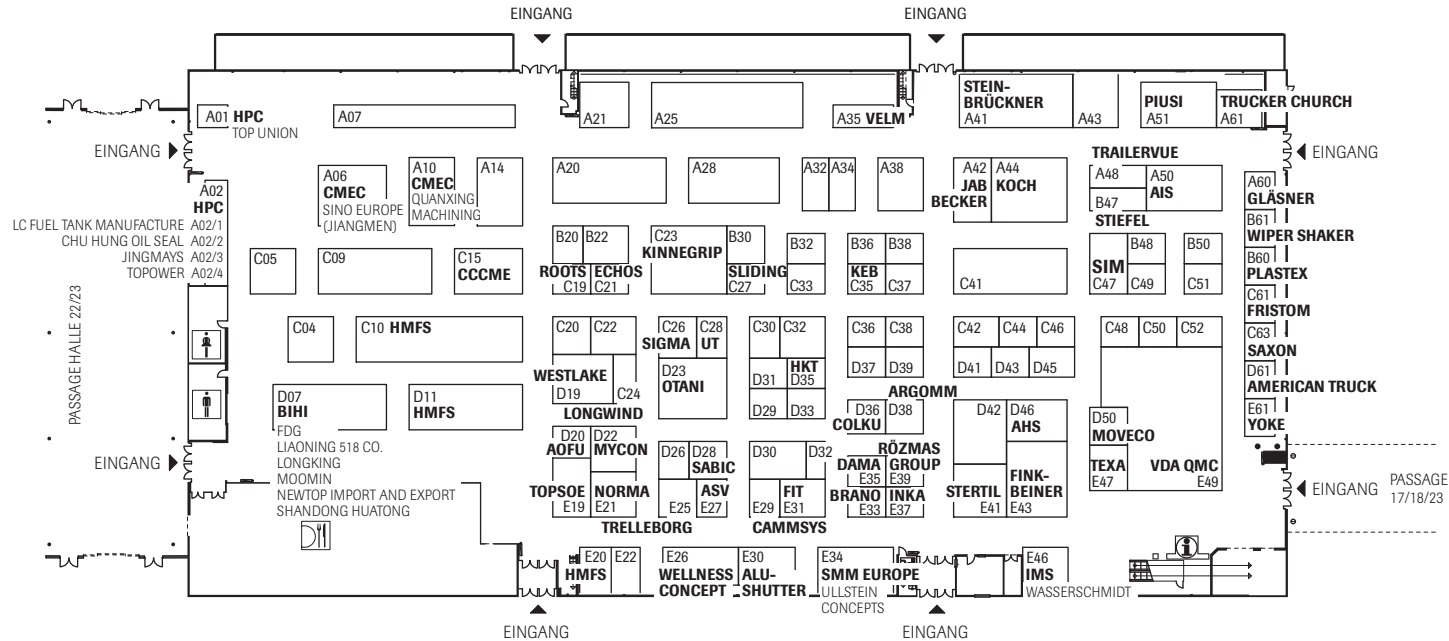 EINGANG
EINGANG
A01 HPC
TOP UNION
A07
A21
A25
A35 VELM
STEIN-
BRÜCKNER
A41
A43
PIUSI
A51
TRUCKER CHURCH
A61
EINGANG
EINGANG
A02
HPC
LC FUEL TANK MANUFACTURE A02/1
CHU HUNG OIL SEAL A02/2
JINGMAYS A02/3
TOPOWER A02/4
A06
CMEC
SINO EUROPE
(JIANGMEN)
A10
CMEC
QUANXING
MACHINING
A14
A20
A28
A32
A34
A38
A42
JAB
BECKER
A44
KOCH
TRAILERVUE
A48
B47
STIEFEL
A50
AIS
A60
GLÄSNER
B61
WIPER SHAKER
B60
PLASTEX
C61
FRISTOM
C63
SAXON
D61
AMERICAN TRUCK
E61
YOKE
C05
C09
C15
CCCME
B20
ROOTS
C19
B22
ECHOS
C21
C23
KINNEGRIP
B30
SLIDING
C27
B32
C33
B36
KEB
C35
B38
C37
C41
SIM
C47
B48
C49
B50
C51
PASSAGE HALLE 22/23
C04
C10 HMFS
C20
C22
WESTLAKE
D19
C24
LONGWIND
C26
SIGMA
C28
UT
D23
OTANI
C30
C32
D31
HKT
D35
D29
D33
C36
C38
D37
D39
ARGOMM
C42
C44
C46
D41
D43
D45
C48
C50
C52
D07
BIHI
FDG
LIAONING 518 CO.
LONGKING
MOOMIN
NEWTOP IMPORT AND EXPORT
SHANDONG HUATONG
D11
HMFS
D20
AOFU
D22
MYCON
TOPSOE
E19
NORMA
E21
TRELLEBORG
D26
D28
SABIC
E25
ASV
E27
D30
D32
E29
FIT
E31
CAMMSYS
D36
COLKU
D38
RÖZMAS
GROUP
E39
DAMA
E35
BRANO
E33
INKA
E37
D42
STERTIL
E41
D46
AHS
FINK-
BEINER
E43
D50
MOVECO
TEXA
E47
VDA QMC
E49
EINGANG
EINGANG
PASSAGE
17/18/23
E20
HMFS
E22
E26
WELLNESS
CONCEPT
E30
ALU-
SHUTTER
E34
SMM EUROPE
ULLSTEIN
CONCEPTS
E46
IMS
WASSERSCHMIDT
i
EINGANG
EINGANG